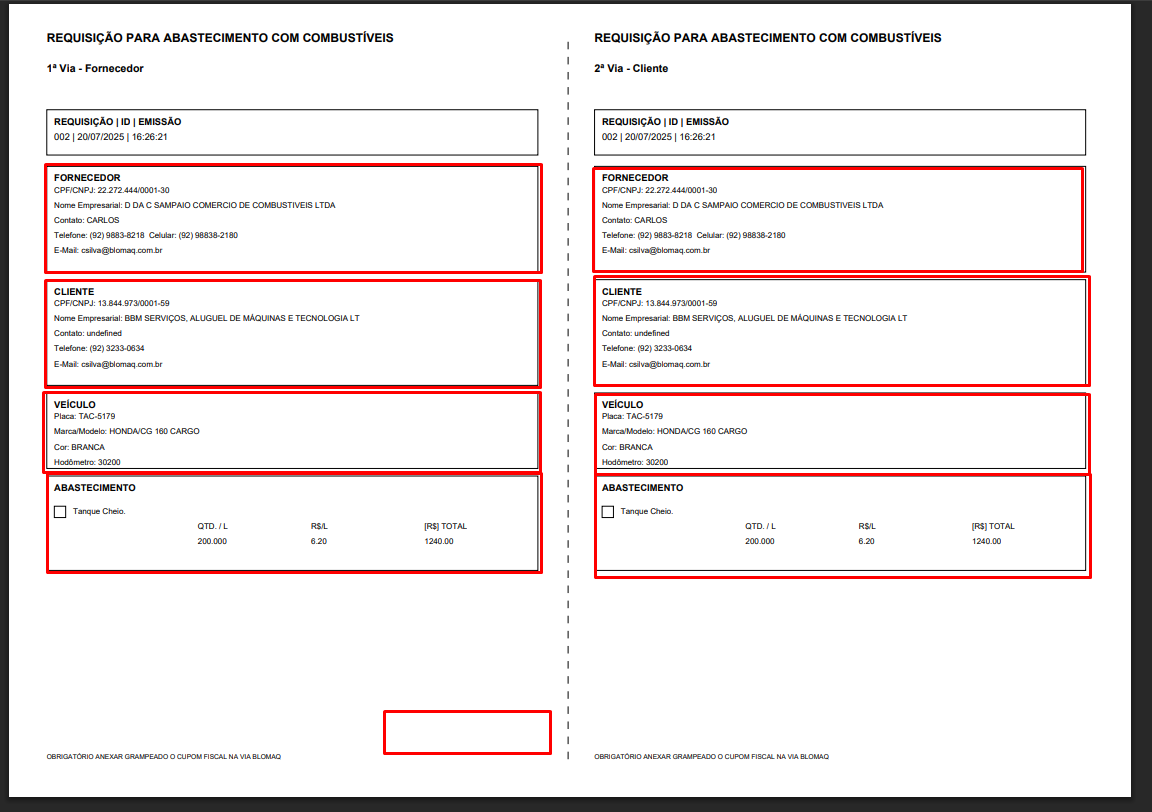 REQUISIÇÃO PARA ABASTECIMENTO COM COMBUSTÍVEIS
1ª Via - Fornecedor
REQUISIÇÃO | ID | EMISSÃO
002 | 20/07/2025 | 16:26:21
FORNECEDOR
CPF/CNPJ: 22.272.444/0001-30
Nome Empresarial: D DA C SAMPAIO COMERCIO DE COMBUSTIVEIS LTDA
Contato: CARLOS
Telefone: (92) 9883-8218 Celular: (92) 98838-2180
E-Mail: csilva@blomaq.com.br
CLIENTE
CPF/CNPJ: 13.844.973/0001-59
Nome Empresarial: BBM SERVIÇOS, ALUGUEL DE MÁQUINAS E TECNOLOGIA LT
Contato: undefined
Telefone: (92) 3233-0634
E-Mail: csilva@blomaq.com.br
VEÍCULO
Placa: TAC-5179
Marca/Modelo: HONDA/CG 160 CARGO
Cor: BRANCA
Hodômetro: 30200
ABASTECIMENTO
Tanque Cheio.
QTD. / L R$/L [R$] TOTAL
200.000 6.20 1240.00
OBRIGATÓRIO ANEXAR GRAMPEADO O CUPOM FISCAL NA VIA BLOMAQ
REQUISIÇÃO PARA ABASTECIMENTO COM COMBUSTÍVEIS
2ª Via - Cliente
REQUISIÇÃO | ID | EMISSÃO
002 | 20/07/2025 | 16:26:21
FORNECEDOR
CPF/CNPJ: 22.272.444/0001-30
Nome Empresarial: D DA C SAMPAIO COMERCIO DE COMBUSTIVEIS LTDA
Contato: CARLOS
Telefone: (92) 9883-8218 Celular: (92) 98838-2180
E-Mail: csilva@blomaq.com.br
CLIENTE
CPF/CNPJ: 13.844.973/0001-59
Nome Empresarial: BBM SERVIÇOS, ALUGUEL DE MÁQUINAS E TECNOLOGIA LT
Contato: undefined
Telefone: (92) 3233-0634
E-Mail: csilva@blomaq.com.br
VEÍCULO
Placa: TAC-5179
Marca/Modelo: HONDA/CG 160 CARGO
Cor: BRANCA
Hodômetro: 30200
ABASTECIMENTO
Tanque Cheio.
QTD. / L R$/L [R$] TOTAL
200.000 6.20 1240.00
OBRIGATÓRIO ANEXAR GRAMPEADO O CUPOM FISCAL NA VIA BLOMAQ